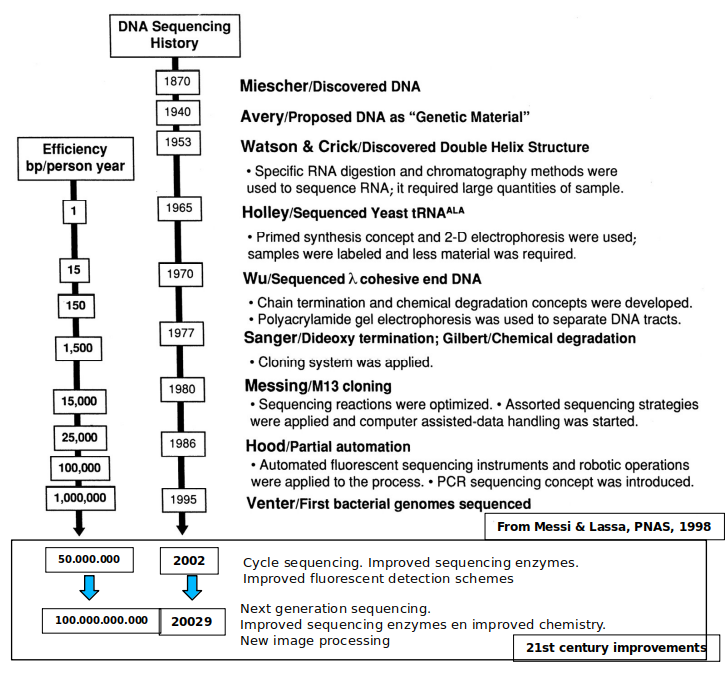 DNA Sequencing
History
1870
Miescher/Discovered DNA
1940
Avery/Proposed DNA as “Genetic Material”
1953
Watson & Crick/Discovered Double Helix Structure
Efficiency
bp/person year
• Specific RNA digestion and chromatography methods were
used to sequence RNA; it required large quantities of sample.
1
1965
Holley/Sequenced Yeast tRNAᴬᴸᴬ
• Primed synthesis concept and 2-D electrophoresis were used;
samples were labeled and less material was required.
15
1970
Wu/Sequenced λ cohesive end DNA
150
• Chain termination and chemical degradation concepts were developed.
• Polyacrylamide gel electrophoresis was used to separate DNA tracts.
1977
Sanger/Dideoxy termination; Gilbert/Chemical degradation
1,500
• Cloning system was applied.
1980
Messing/M13 cloning
15,000
• Sequencing reactions were optimized. • Assorted sequencing strategies
were applied and computer assisted-data handling was started.
25,000
1986
Hood/Partial automation
100,000
• Automated fluorescent sequencing instruments and robotic operations
were applied to the process. • PCR sequencing concept was introduced.
1,000,000
1995
Venter/First bacterial genomes sequenced
From Messi & Lassa, PNAS, 1998
50.000.000
2002
Cycle sequencing. Improved sequencing enzymes.
Improved fluorescent detection schemes
100.000.000.000
20029
Next generation sequencing.
Improved sequencing enzymes en improved chemistry.
New image processing
21st century improvements